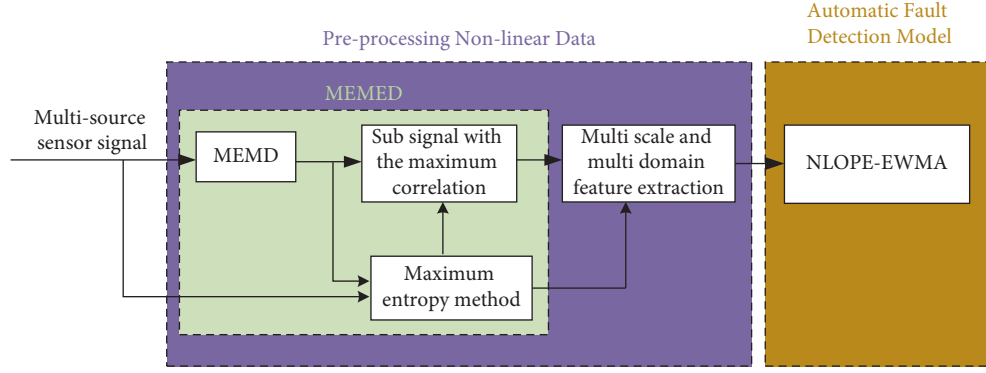 Automatic Fault
Detection Model
Pre-processing Non-linear Data
MEMED
Multi-source
sensor signal
MEMD
Sub signal with
the maximum
correlation
Multi scale and
multi domain
feature extraction
NLOPE-EWMA
Maximum
entropy method